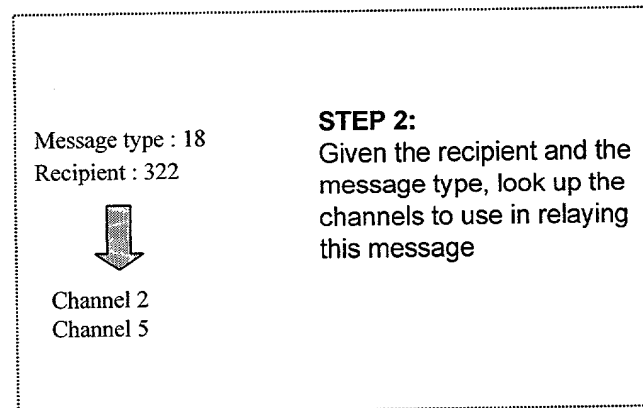 Message type : 18
Recipient : 322
Channel 2
Channel 5
STEP 2:
Given the recipient and the
message type, look up the
channels to use in relaying
this message